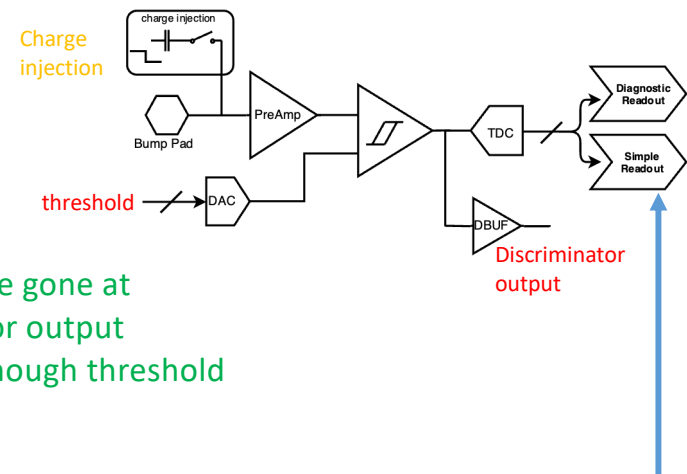 charge injection
Charge
injection
PreAmp
Bump Pad
TDC
Diagnostic
Readout
Simple
Readout
threshold
DAC
DBUF
Discriminator
output
e gone at
or output
nough threshold